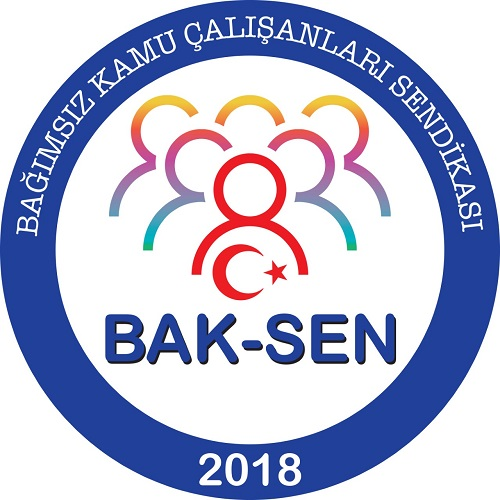 BAĞIMSIZ KAMU ÇALIŞANLARI SENDİKASI
BAK-SEN
2018